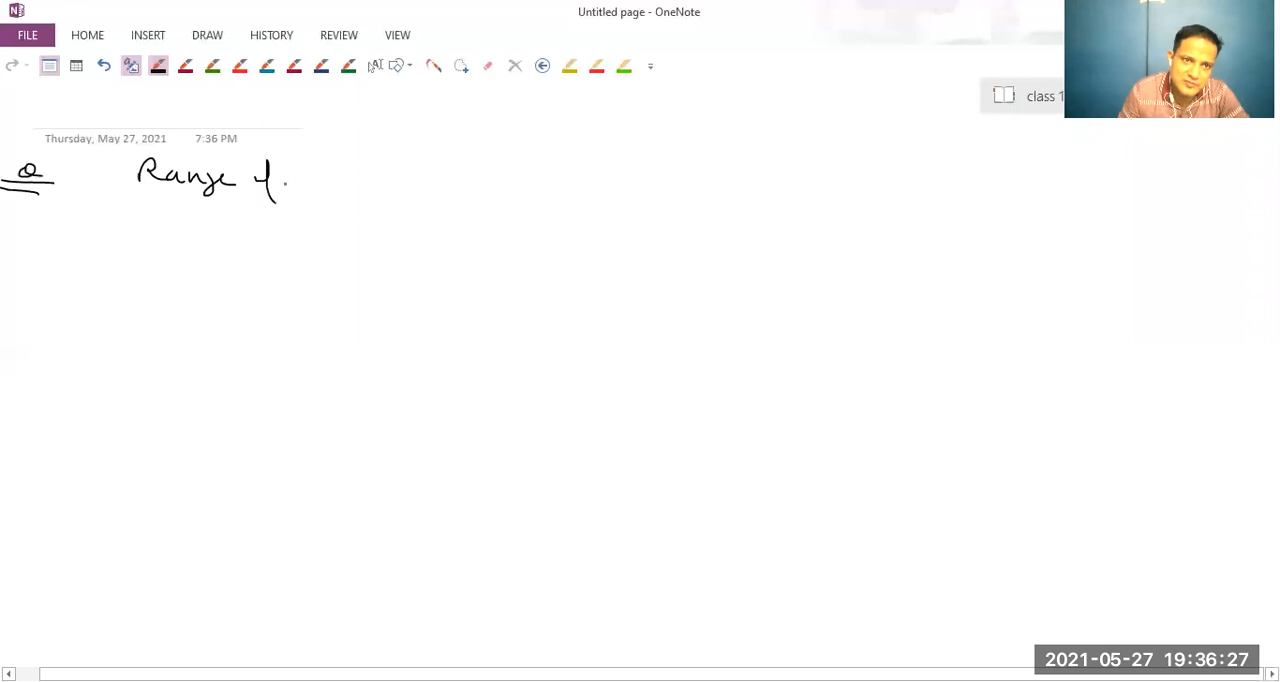 Untitled page - OneNote
FILE HOME INSERT DRAW HISTORY REVIEW VIEW
class 1
Thursday, May 27, 2021 7:36 PM
Q Range of
2021-05-27 19:36:27